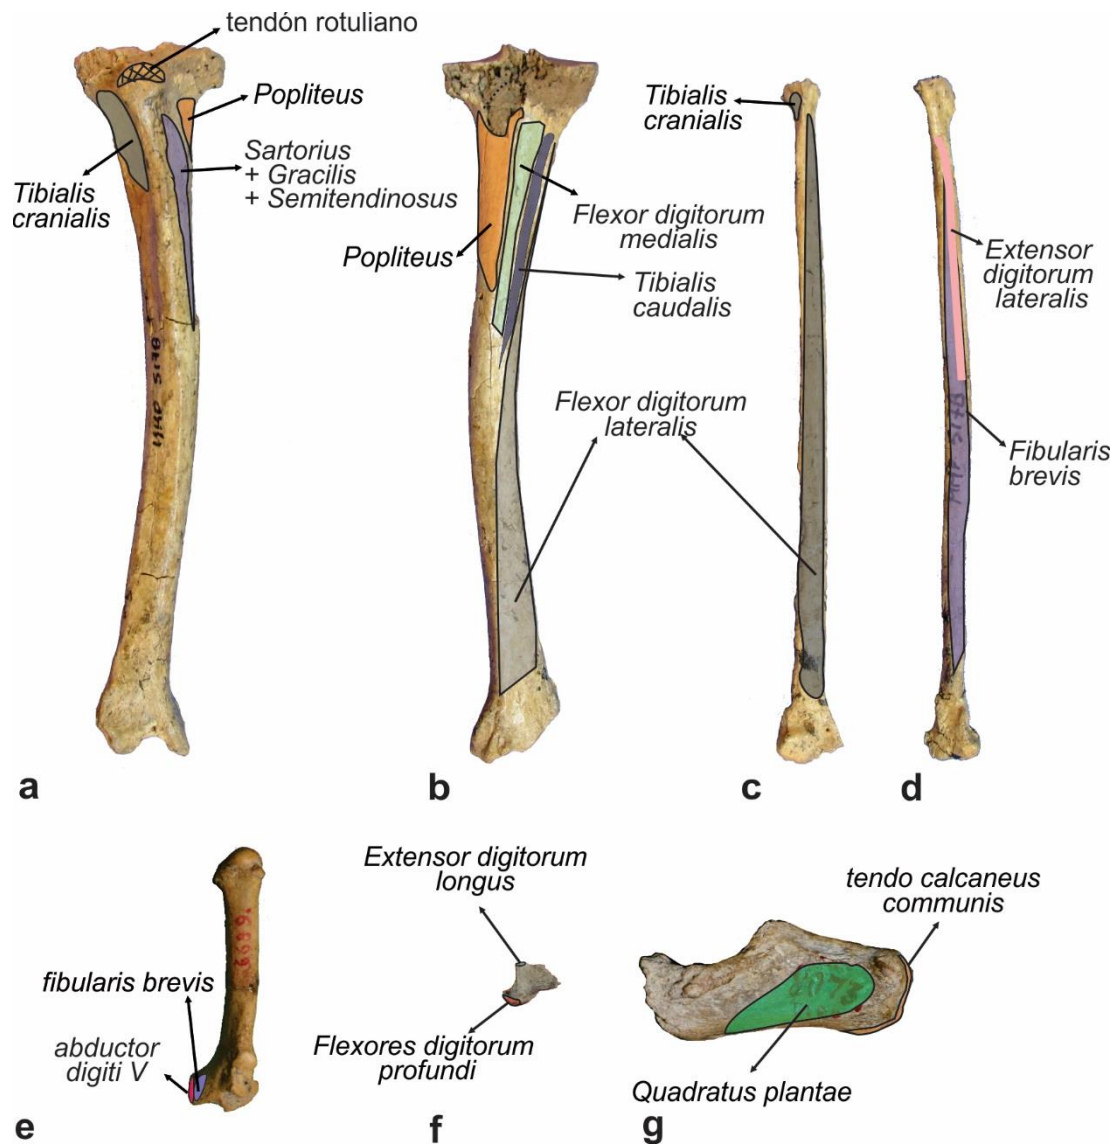 tendón rotuliano
Popliteus
Sartorius
+ Gracilis
+ Semitendinosus
Tibialis
cranialis
Popliteus
Flexor digitorum
medialis
Tibialis
caudalis
Flexor digitorum
lateralis
Tibialis
cranialis
Extensor
digitorum
lateralis
Fibularis
brevis
5178
a
b
c
d
fibularis brevis
abductor
digiti V
6699.
Extensor digitorum
longus
Flexores digitorum
profundi
tendo calcaneus
communis
Quadratus plantae
e
f
g